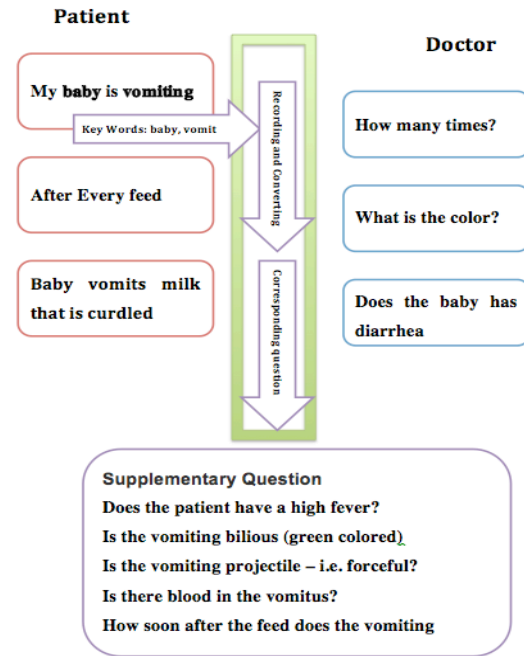 Patient
Doctor
My baby is vomiting
Key Words: baby, vomit
Recording and Converting
How many times?
After Every feed
What is the color?
Baby vomits milk
that is curdled
Corresponding question
Does the baby has
diarrhea
Supplementary Question
Does the patient have a high fever?
Is the vomiting bilious (green colored)
Is the vomiting projectile – i.e. forceful?
Is there blood in the vomitus?
How soon after the feed does the vomiting